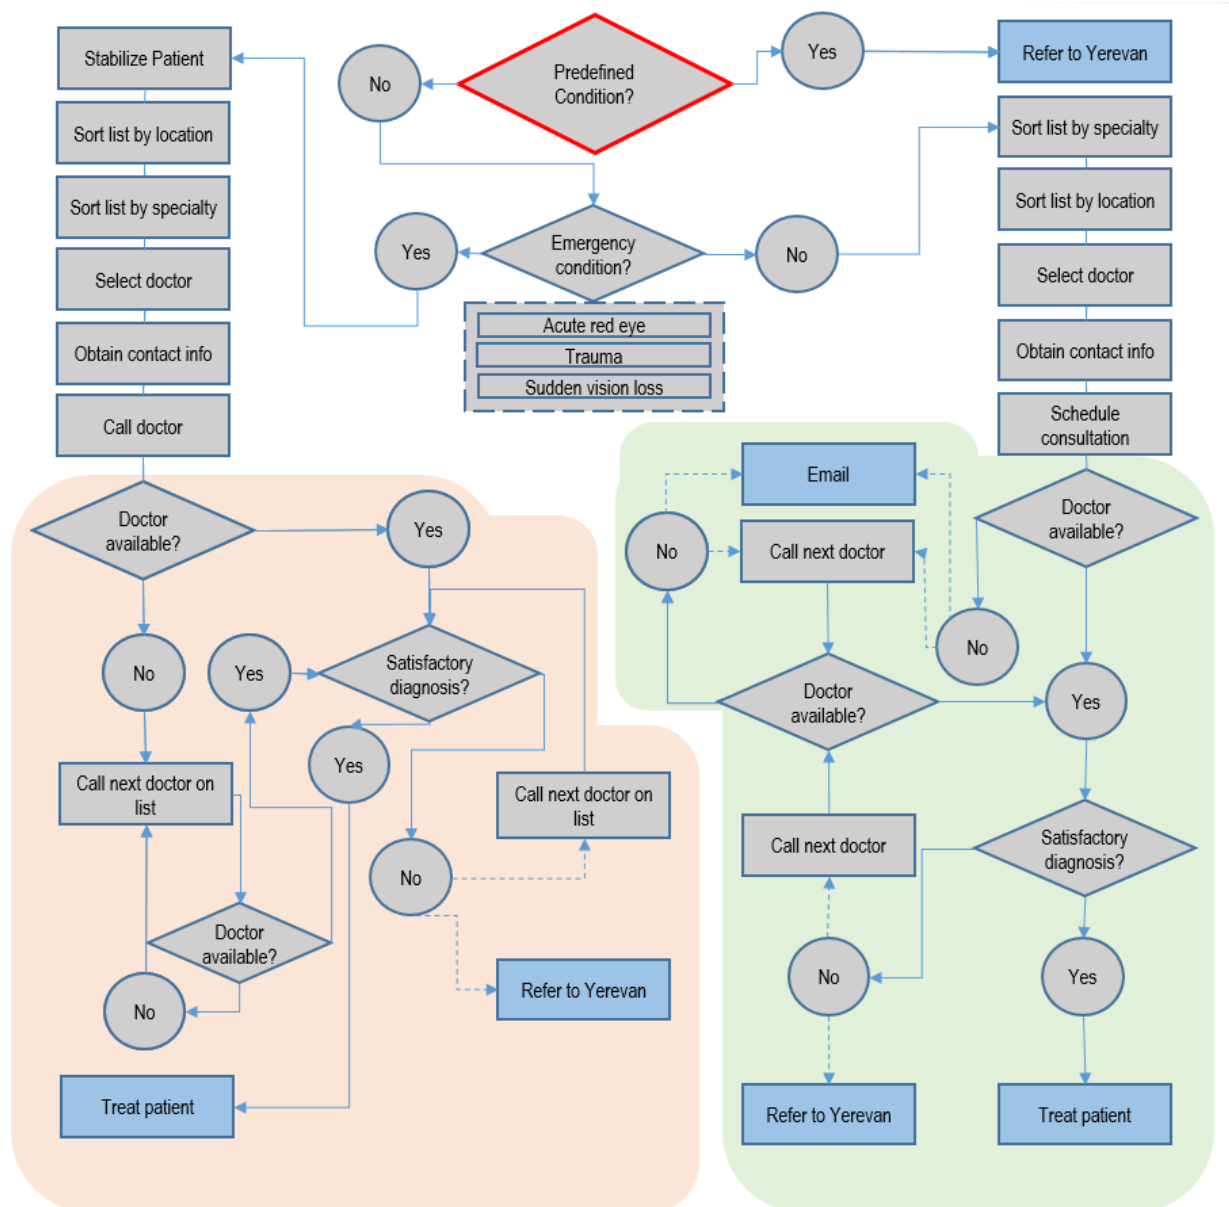 Stabilize Patient
No
Predefined
Condition?
Yes
Refer to Yerevan
Sort list by location
Sort list by specialty
Sort list by specialty
Sort list by location
Yes
Emergency
condition?
No
Select doctor
Select doctor
Acute red eye
Trauma
Sudden vision loss
Obtain contact info
Obtain contact info
Call doctor
Schedule
consultation
Doctor
available?
Yes
Email
Doctor
available?
No
Call next doctor
No
No
Yes
Satisfactory
diagnosis?
Doctor
available?
Yes
Yes
Call next doctor on
list
Call next doctor on
list
No
Call next doctor
Satisfactory
diagnosis?
Doctor
available?
No
Refer to Yerevan
No
Yes
Treat patient
Refer to Yerevan
Treat patient